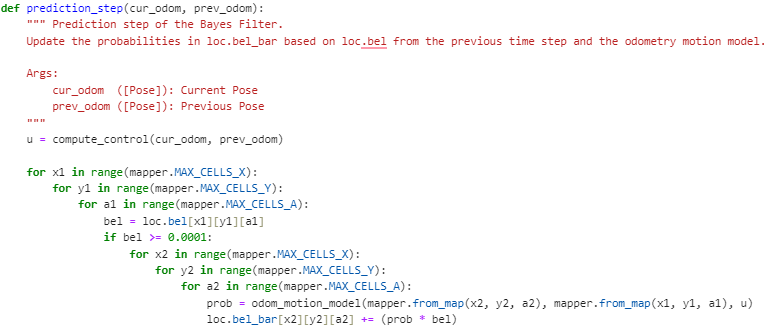 def prediction_step(cur_odom, prev_odom):
    """ Prediction step of the Bayes Filter.
    Update the probabilities in loc.bel_bar based on loc.bel from the previous time step and the odometry motion model.

    Args:
        cur_odom  ([Pose]): Current Pose
        prev_odom ([Pose]): Previous Pose
    """
    u = compute_control(cur_odom, prev_odom)

    for x1 in range(mapper.MAX_CELLS_X):
        for y1 in range(mapper.MAX_CELLS_Y):
            for a1 in range(mapper.MAX_CELLS_A):
                bel = loc.bel[x1][y1][a1]
                if bel >= 0.0001:
                    for x2 in range(mapper.MAX_CELLS_X):
                        for y2 in range(mapper.MAX_CELLS_Y):
                            for a2 in range(mapper.MAX_CELLS_A):
                                prob = odom_motion_model(mapper.from_map(x2, y2, a2), mapper.from_map(x1, y1, a1), u)
                                loc.bel_bar[x2][y2][a2] += (prob * bel)